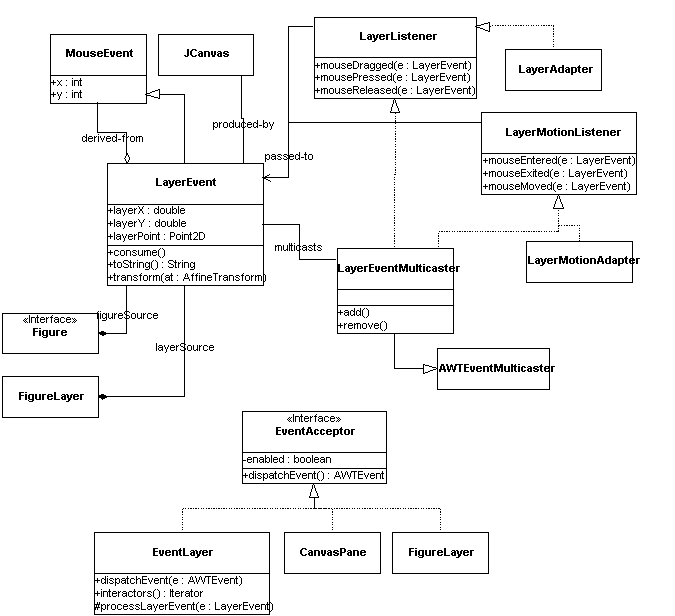 MouseEvent
+x : int
+y : int
JCanvas
LayerListener
+mouseDragged(e : LayerEvent)
+mousePressed(e : LayerEvent)
+mouseReleased(e : LayerEvent)
LayerAdapter
derived-from
produced-by
passed-to
LayerMotionListener
+mouseEntered(e : LayerEvent)
+mouseExited(e : LayerEvent)
+mouseMoved(e : LayerEvent)
LayerEvent
+layerX : double
+layerY : double
+layerPoint : Point2D
+consume()
+toString() : String
+transform(at : AffineTransform)
multicasts
LayerEventMulticaster
+add()
+remove()
LayerMotionAdapter
«Interface»
Figure
figureSource
layerSource
FigureLayer
AWTEventMulticaster
«Interface»
EventAcceptor
-enabled : boolean
+dispatchEvent() : AWTEvent
EventLayer
+dispatchEvent(e : AWTEvent)
+interactors() : Iterator
#processLayerEvent(e : LayerEvent)
CanvasPane
FigureLayer